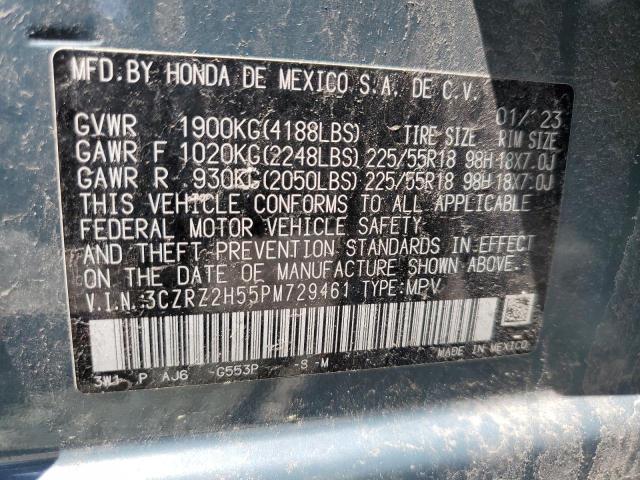 MFD. BY HONDA DE MEXICO S.A. DE C.V.
01/23
GVWR 1900KG(4188LBS) TIRE SIZE RIM SIZE
GAWR F 1020KG(2248LBS) 225/55R18 98H 18X7.0J
GAWR R 930KG(2050LBS) 225/55R18 98H 18X7.0J
THIS VEHICLE CONFORMS TO ALL APPLICABLE
FEDERAL MOTOR VEHICLE SAFETY
AND THEFT-PREVENTION STANDARDS IN EFFECT
ON THE DATE OF MANUFACTURE SHOWN ABOVE.
V.I.N.:3CZRZ2H55PM729461 TYPE:MPV
MADE IN MEXICO
P AJ6 -G553P -S -M